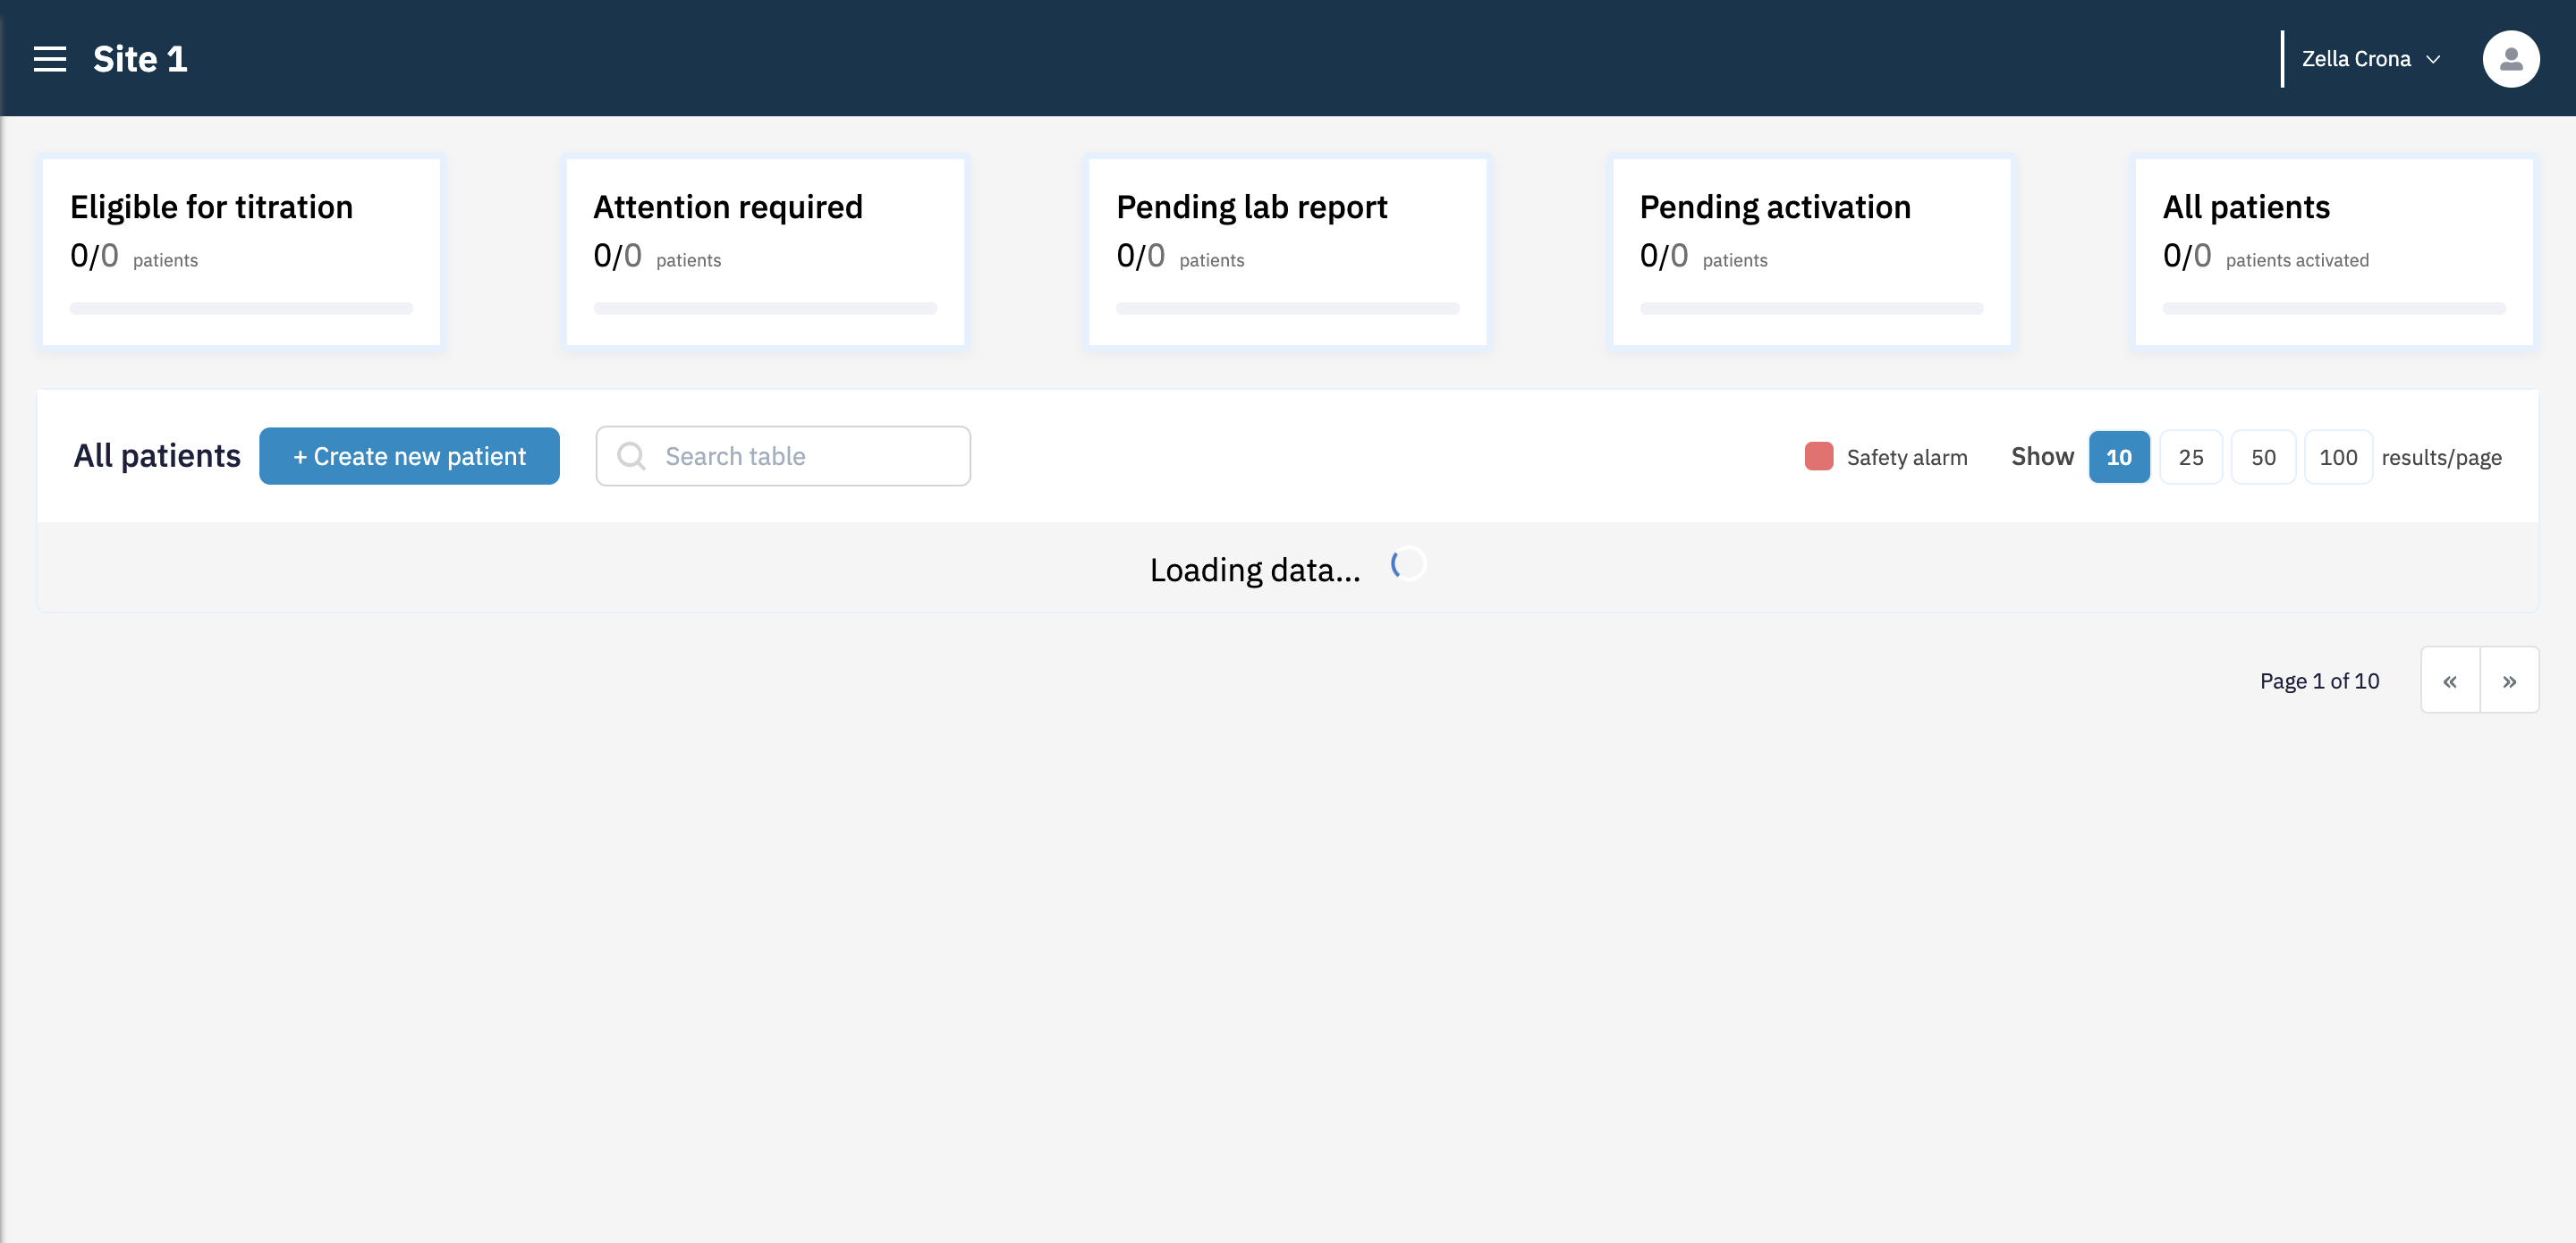 Site 1
Zella Crona
Eligible for titration
0/0 patients
Attention required
0/0 patients
Pending lab report
0/0 patients
Pending activation
0/0 patients
All patients
0/0 patients activated
All patients
+ Create new patient
Search table
Safety alarm
Show 10 25 50 100 results/page
Loading data...
Page 1 of 10
« »